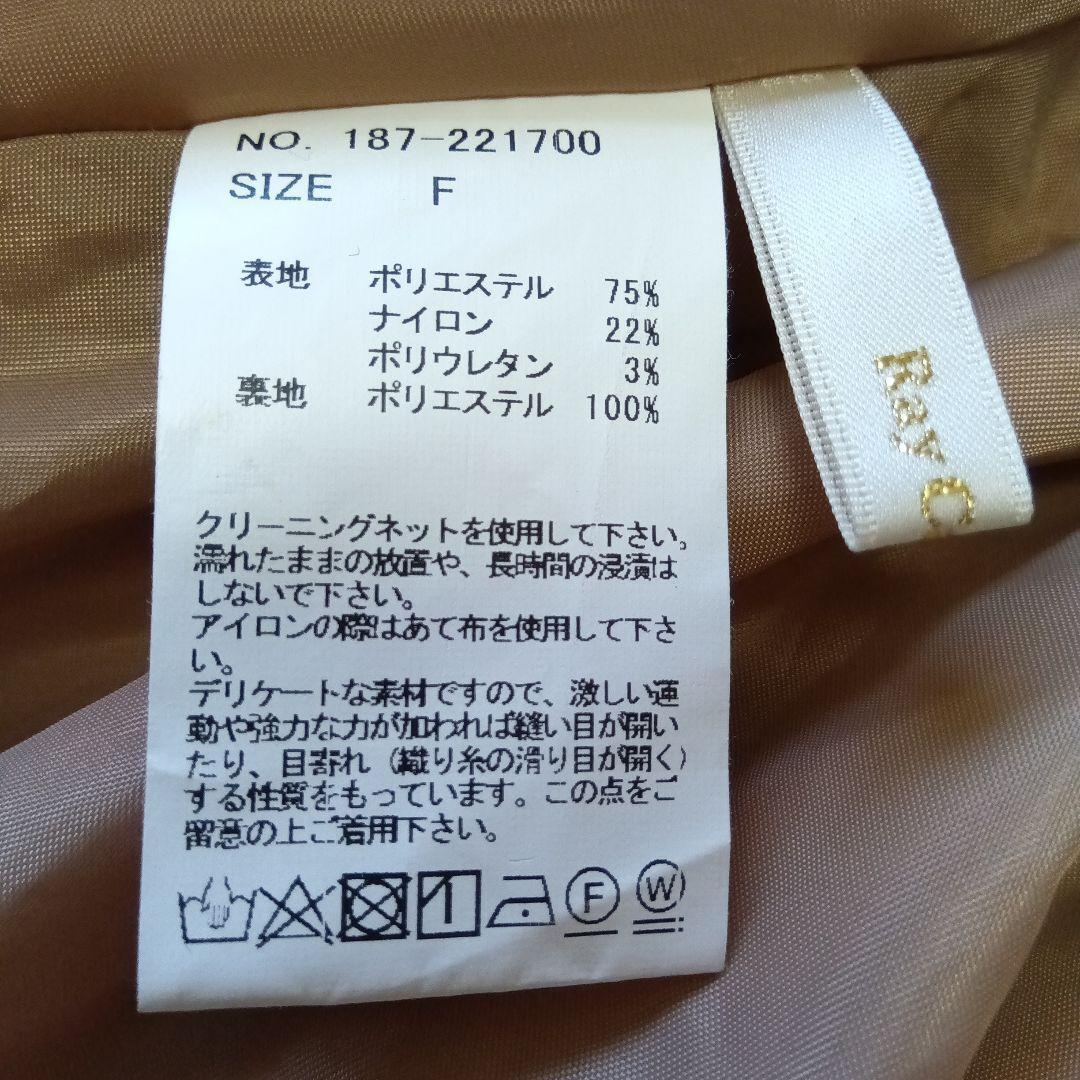 NO. 187-221700
SIZE F
表地 ポリエステル 75%
ナイロン 22%
ポリウレタン 3%
裏地 ポリエステル 100%
クリーニングネットを使用して下さい。
濡れたままの放置や、長時間の浸漬は
しないで下さい。
アイロンの際はあて布を使用して下さ
い。
デリケートな素材ですので、激しい運
動や強力な力が加われば縫い目が開い
たり、目寄れ（織り糸の滑り目が開く）
する性質をもっています。この点をご
留意の上ご着用下さい。
F
W
Ray